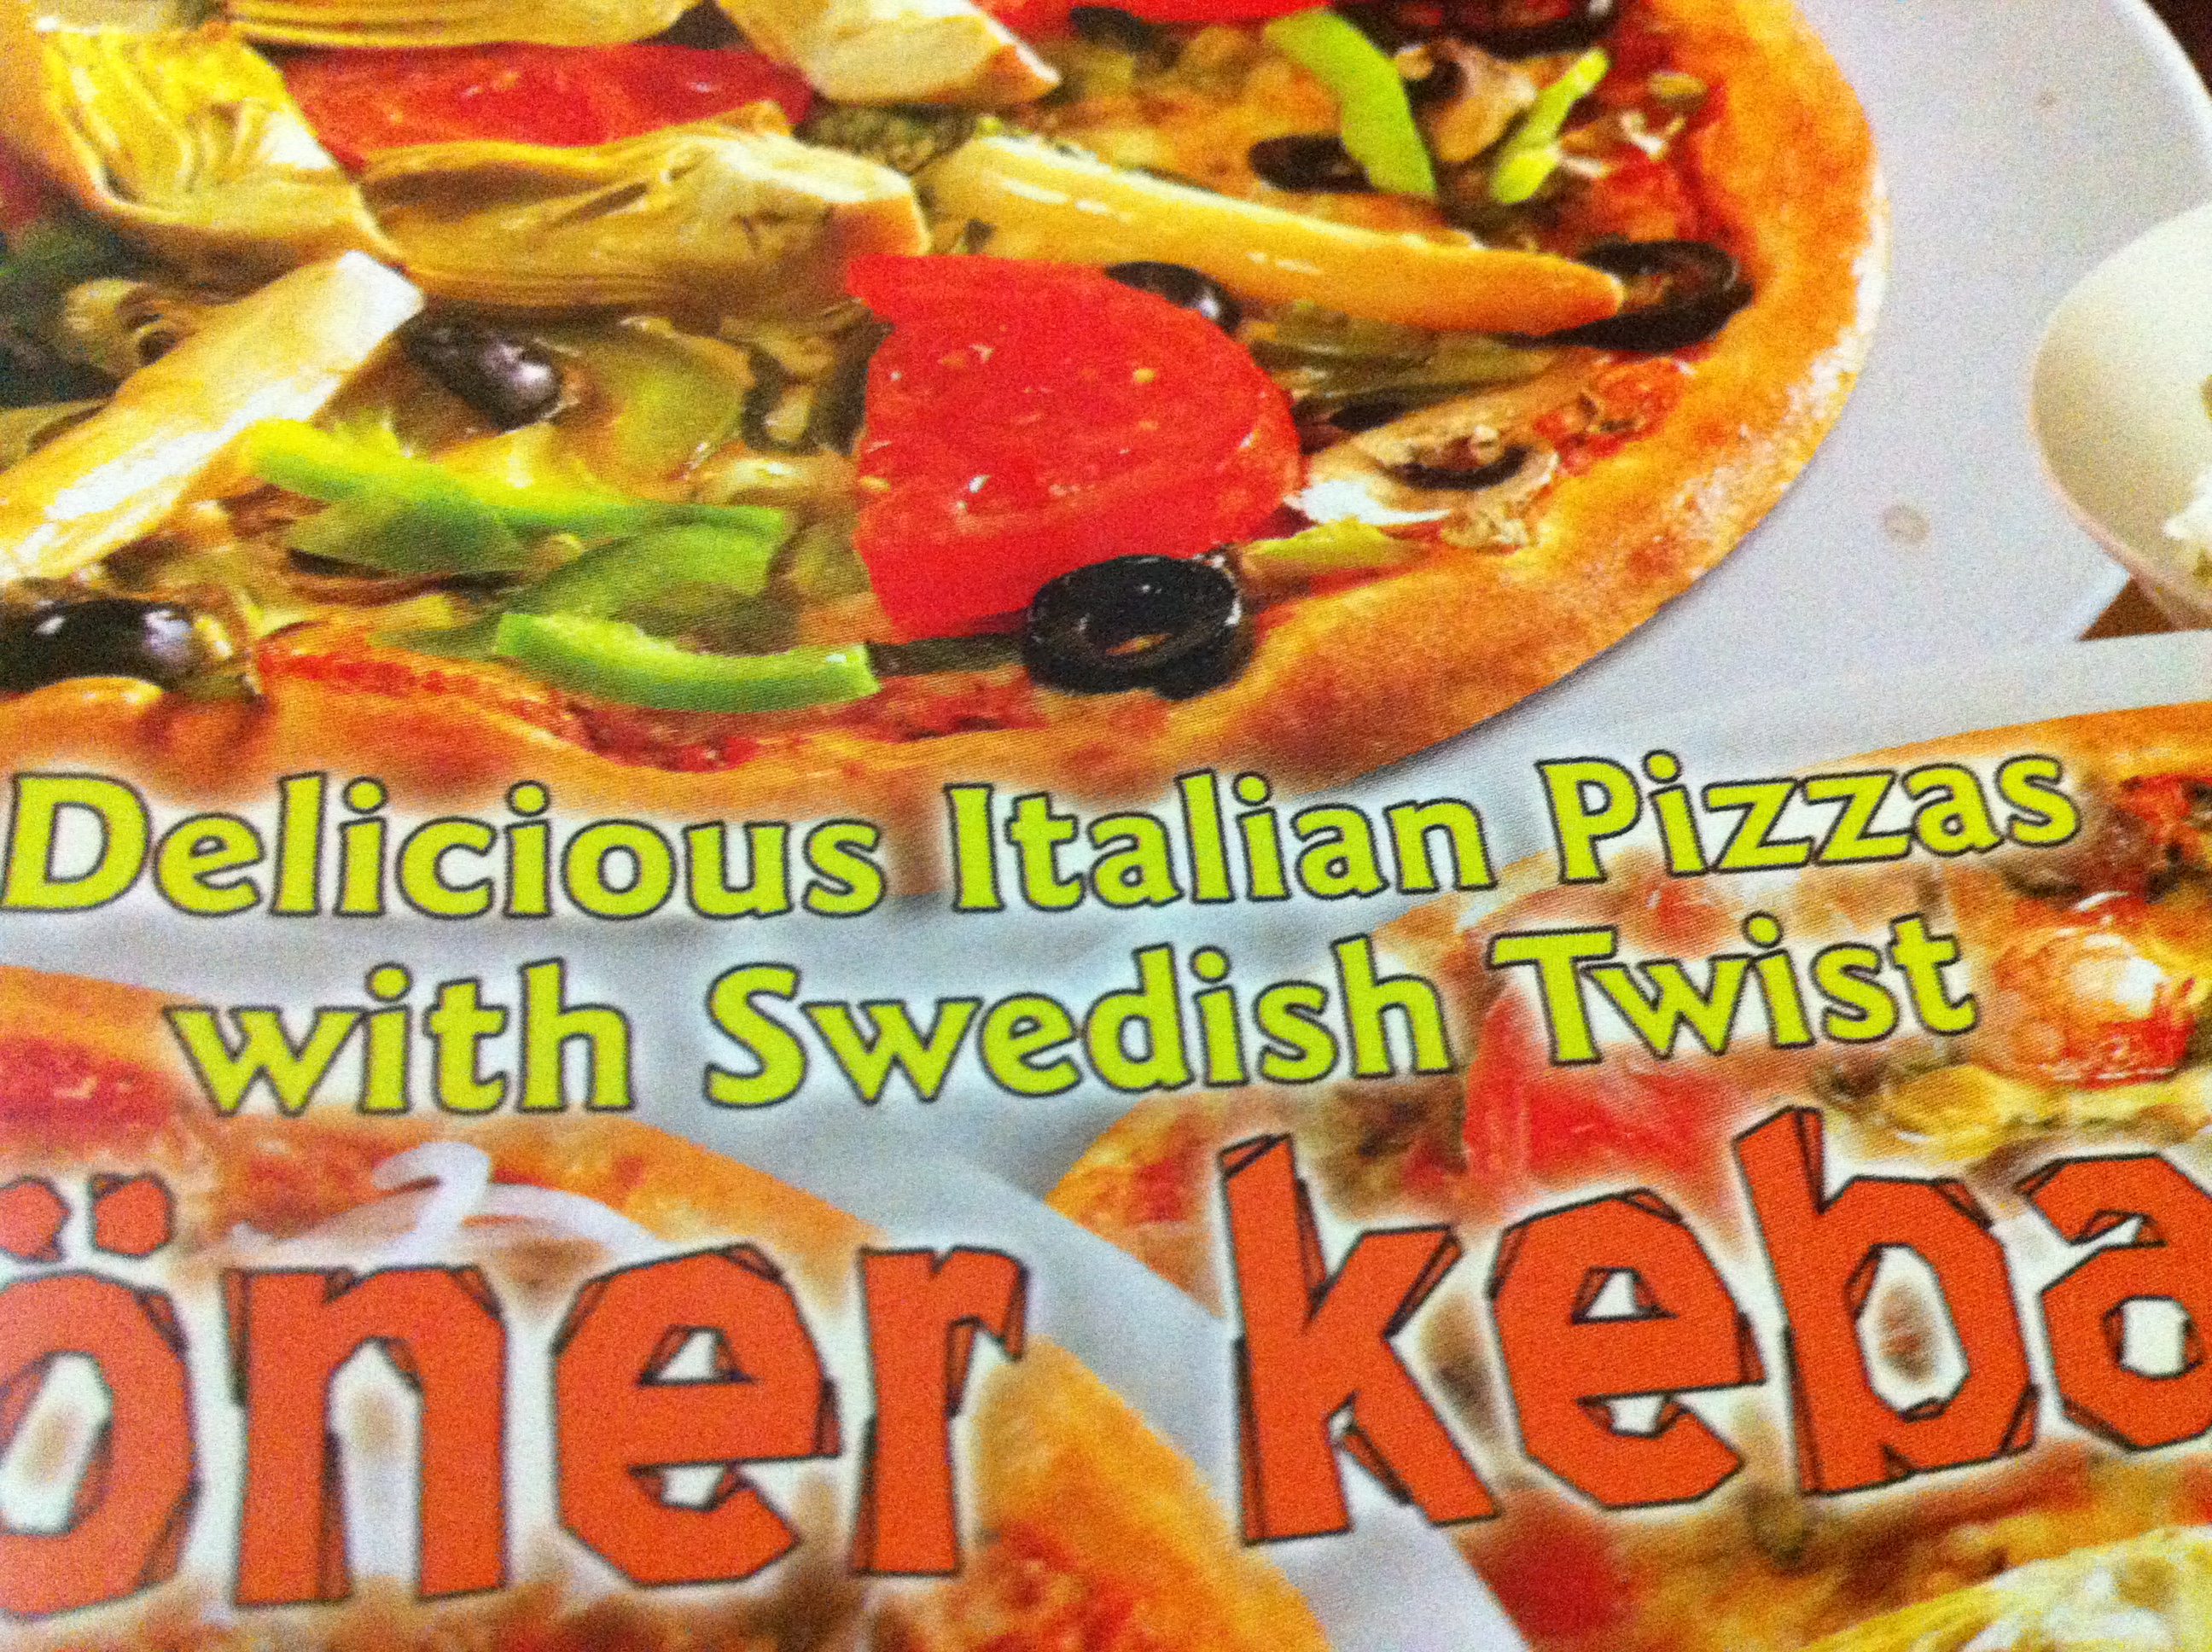 Delicious Italian Pizzas
with Swedish Twist
öner keba